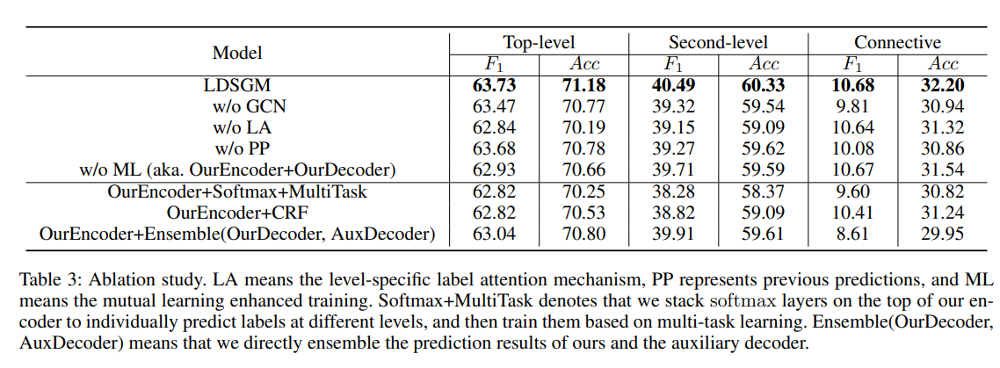 Model Top-level Second-level Connective
F1 Acc F1 Acc F1 Acc
LDSGM 63.73 71.18 40.49 60.33 10.68 32.20
w/o GCN 63.47 70.77 39.32 59.54 9.81 30.94
w/o LA 62.84 70.19 39.15 59.09 10.64 31.32
w/o PP 63.68 70.78 39.27 59.62 10.08 30.86
w/o ML (aka. OurEncoder+OurDecoder) 62.93 70.66 39.71 59.59 10.67 31.54
OurEncoder+Softmax+MultiTask 62.82 70.25 38.28 58.37 9.60 30.82
OurEncoder+CRF 62.82 70.53 38.82 59.09 10.41 31.24
OurEncoder+Ensemble(OurDecoder, AuxDecoder) 63.04 70.80 39.91 59.61 8.61 29.95
Table 3: Ablation study. LA means the level-specific label attention mechanism, PP represents previous predictions, and ML
means the mutual learning enhanced training. Softmax+MultiTask denotes that we stack softmax layers on the top of our en-
coder to individually predict labels at different levels, and then train them based on multi-task learning. Ensemble(OurDecoder,
AuxDecoder) means that we directly ensemble the prediction results of ours and the auxiliary decoder.